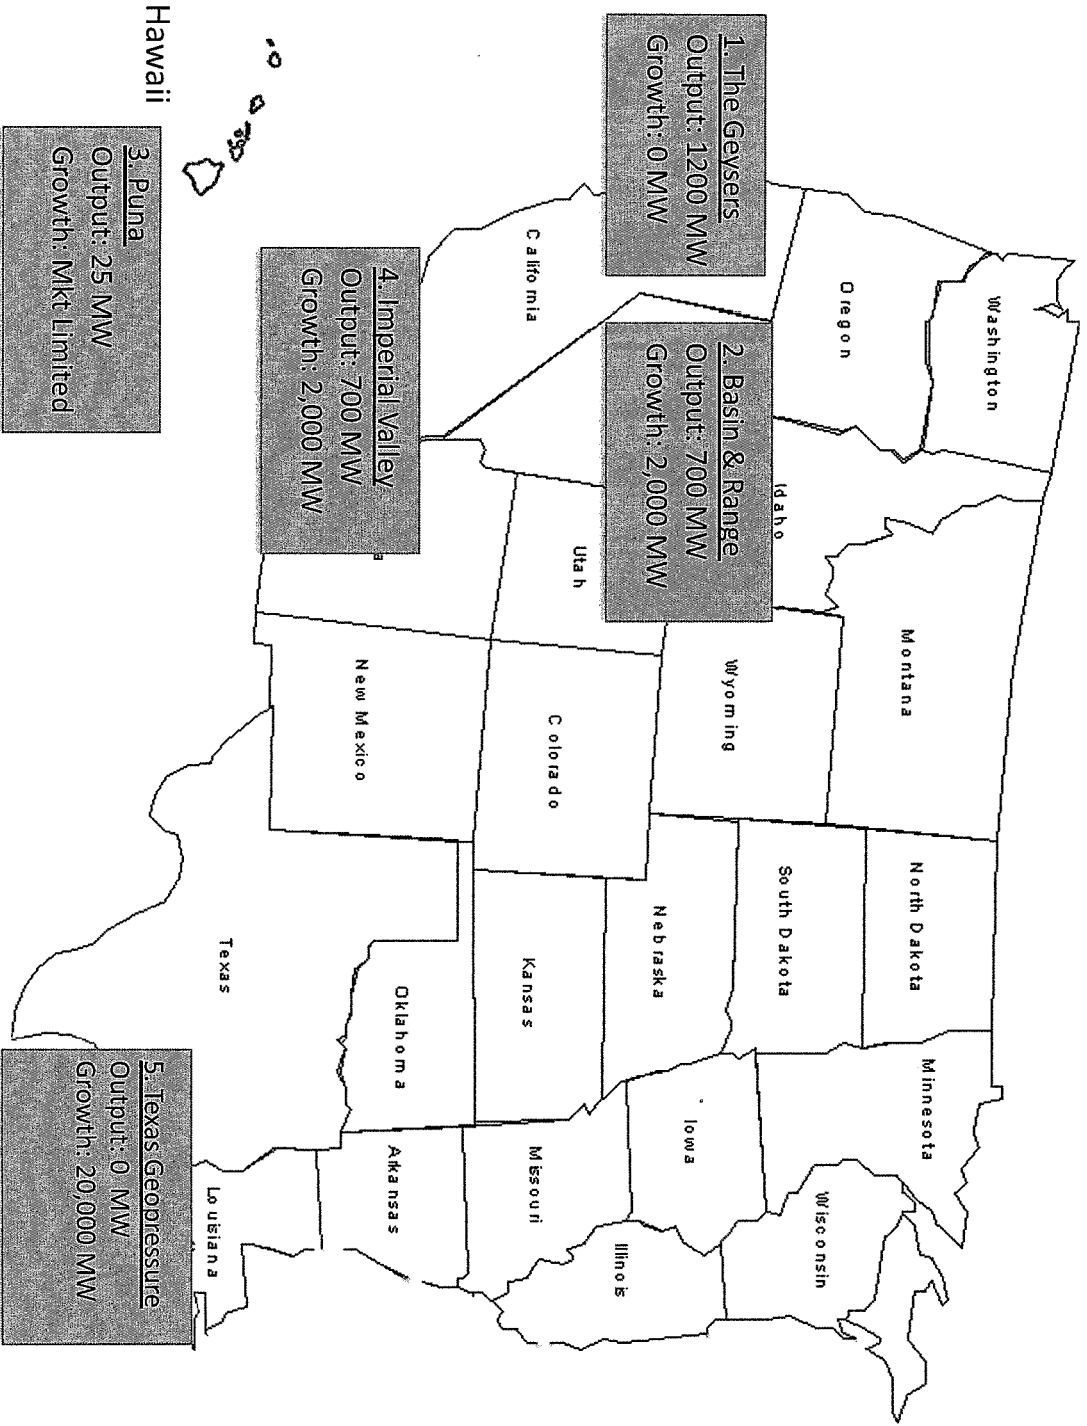 Washington
Oregon
Idaho
Montana
North Dakota
Minnesota
1. The Geysers
Output: 1200 MW
Growth: 0 MW
2. Basin & Range
Output: 700 MW
Growth: 2,000 MW
Wyoming
South Dakota
Wisconsin
California
Utah
Colorado
Nebraska
Iowa
Illinois
Kansas
Missouri
4. Imperial Valley
Output: 700 MW
Growth: 2,000 MW
a
New Mexico
Oklahoma
Arkansas
Texas
Louisiana
Hawaii
3. Puna
Output: 25 MW
Growth: Mkt Limited
5. Texas Geopressure
Output: 0 MW
Growth: 20,000 MW